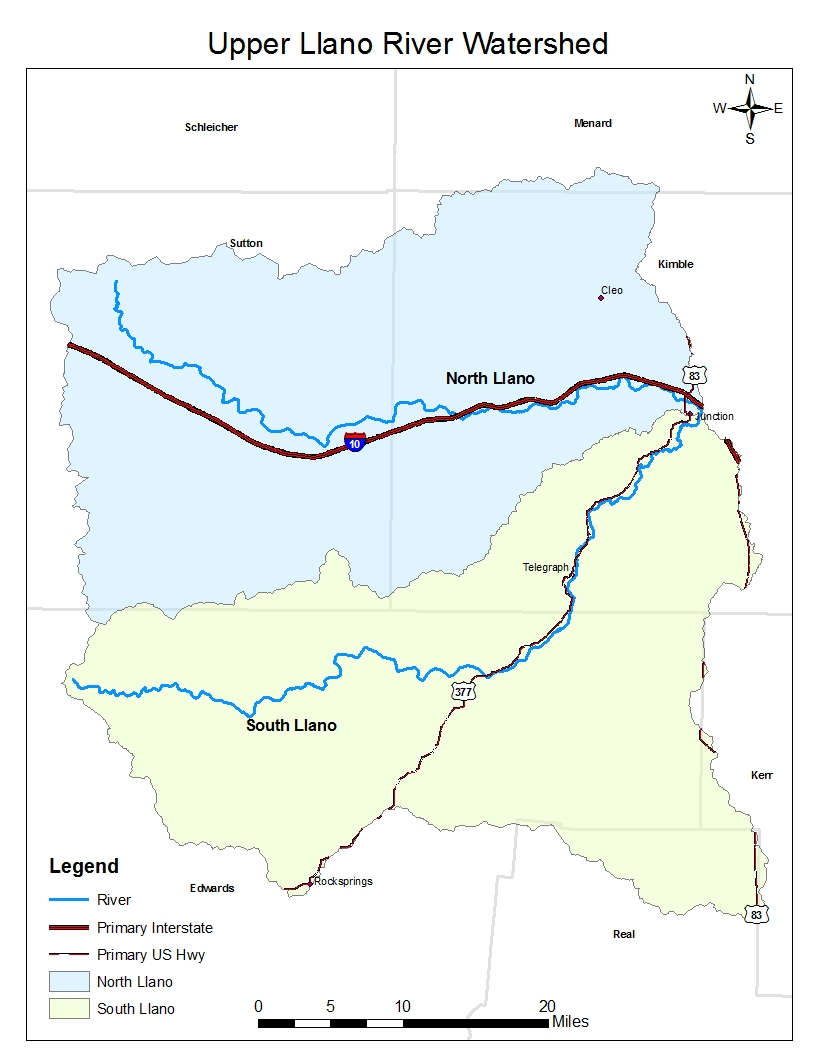 Upper Llano River Watershed
N
W
E
S
Schleicher
Menard
Sutton
Kimble
Cleo
North Llano
83
10
Junction
Telegraph
377
South Llano
Kerr
Legend
Edwards
Rocksprings
River
83
Real
Primary Interstate
Primary US Hwy
North Llano
South Llano
0 5 10 20
Miles